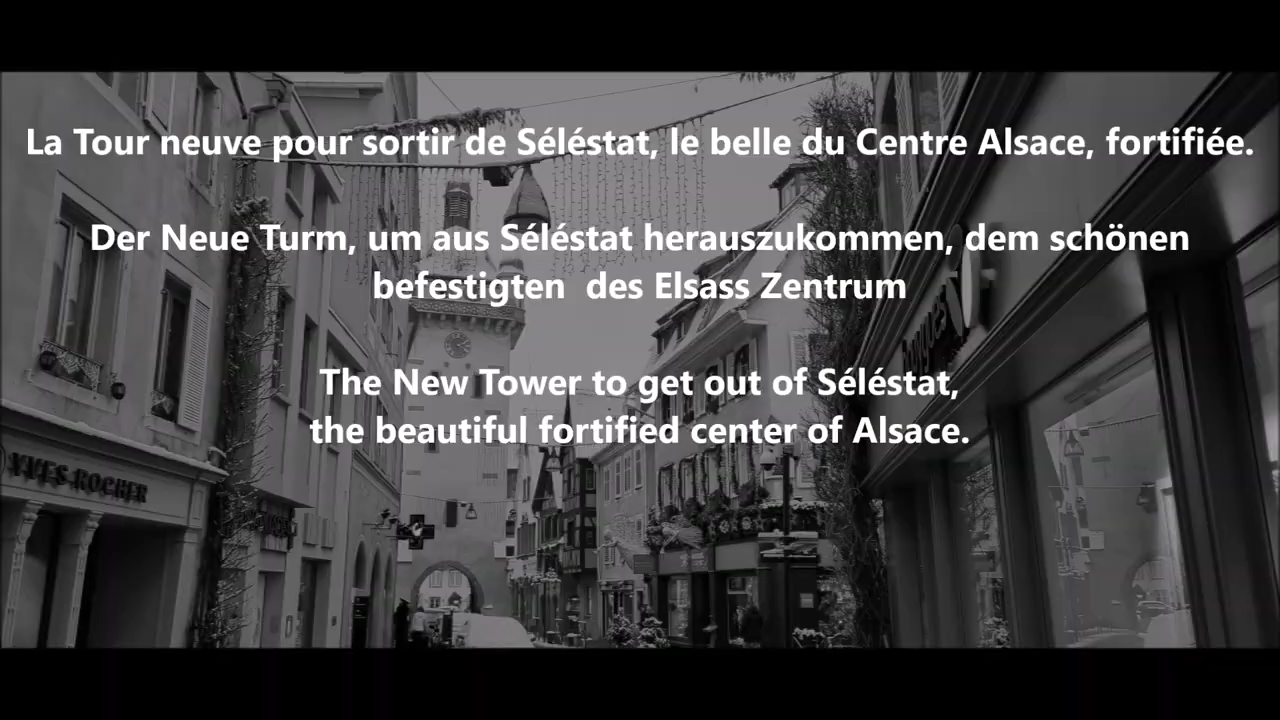 La Tour neuve pour sortir de Séléstat, le belle du Centre Alsace, fortifiée.
Der Neue Turm, um aus Séléstat herauszukommen, dem schönen
befestigten  des Elsass Zentrum
The New Tower to get out of Séléstat,
the beautiful fortified center of Alsace.
YVES ROCHER